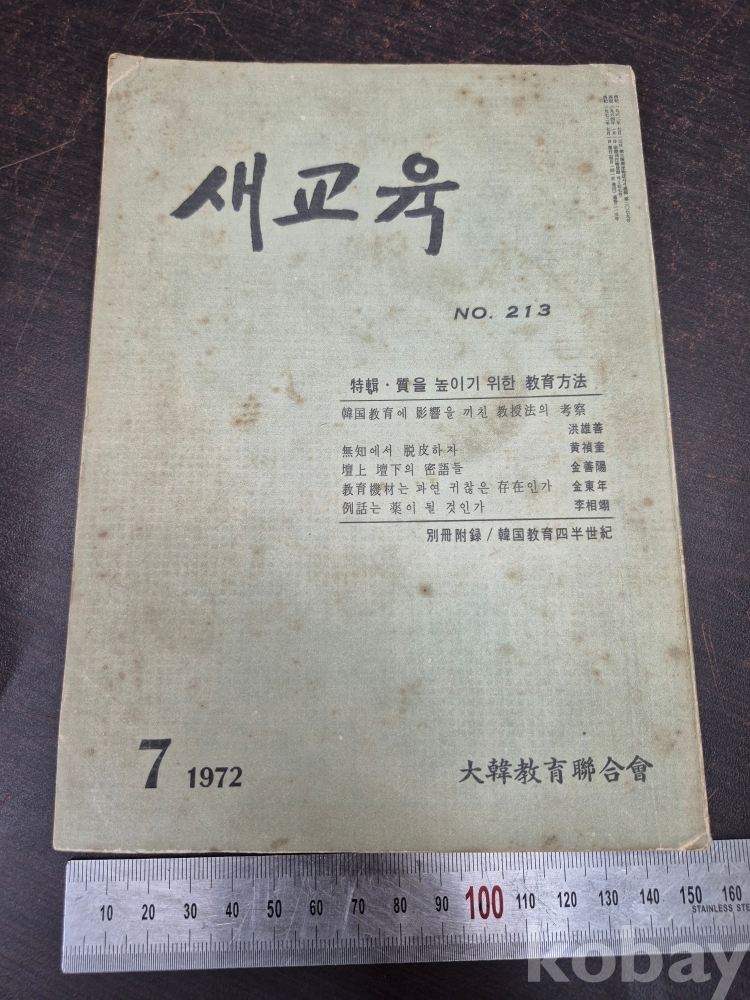 새교육
NO. 213
特輯·質을 높이기 위한 教育方法
韓国教育에 影響을 끼친 教授法의 考察
洪雄善
無知에서 脱皮하자 黄禎奎
壇上 壇下의 密語들 金善陽
教育機材는 과연 귀찮은 存在인가 金東年
例話는 薬이 될 것인가 李相翊
別冊附録 / 韓国教育四半世紀
7 1972
大韓教育聯合會
10 20 30 40 50 60 70 80 90 100 110 120 130 140 150 160
STAINLESS STE
kobay